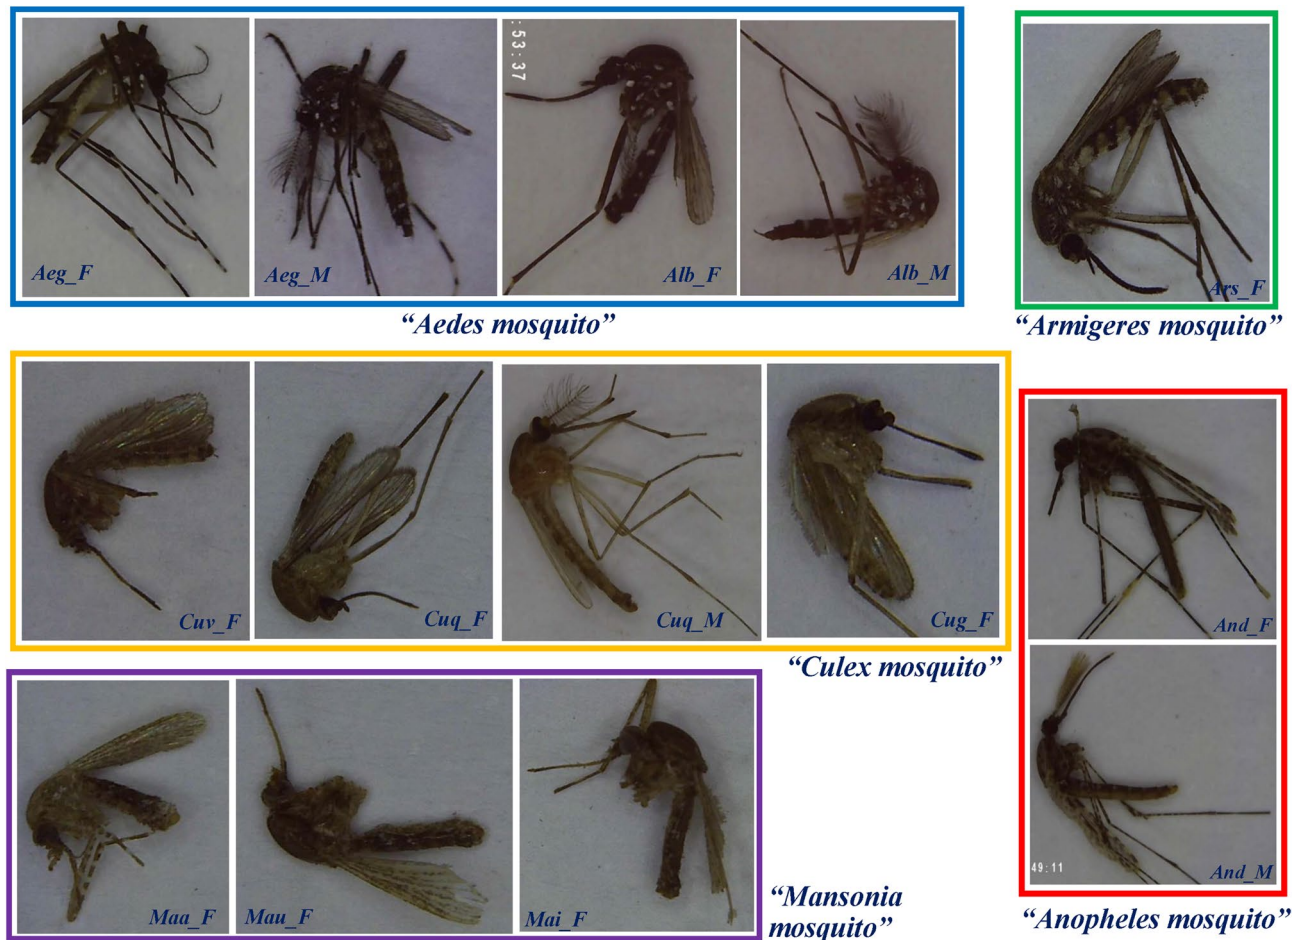 :53:37
Aeg_F
Aeg_M
Alb_F
Alb_M
Ars_F
“Aedes mosquito”
“Armigeres mosquito”
Cuv_F
Cuq_F
Cuq_M
Cug_F
And_F
“Culex mosquito”
49:11
And_M
Maa_F
Mau_F
Mai_F
“Mansonia
mosquito”
“Anopheles mosquito”